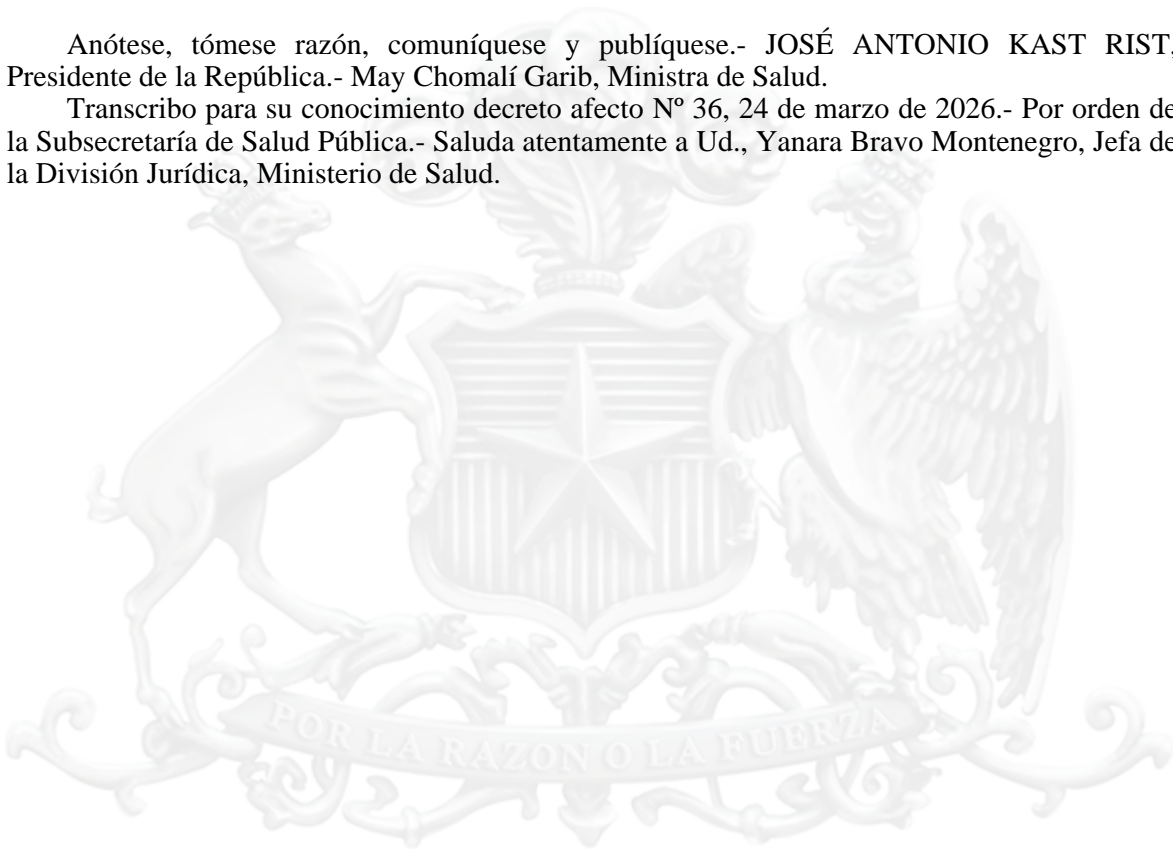 Anótese, tómese razón, comuníquese y publíquese.- JOSÉ ANTONIO KAST RIST,
Presidente de la República.- May Chomalí Garib, Ministra de Salud.
Transcribo para su conocimiento decreto afecto Nº 36, 24 de marzo de 2026.- Por orden de
la Subsecretaría de Salud Pública.- Saluda atentamente a Ud., Yanara Bravo Montenegro, Jefa de
la División Jurídica, Ministerio de Salud.
POR LA RAZON O LA FUERZA